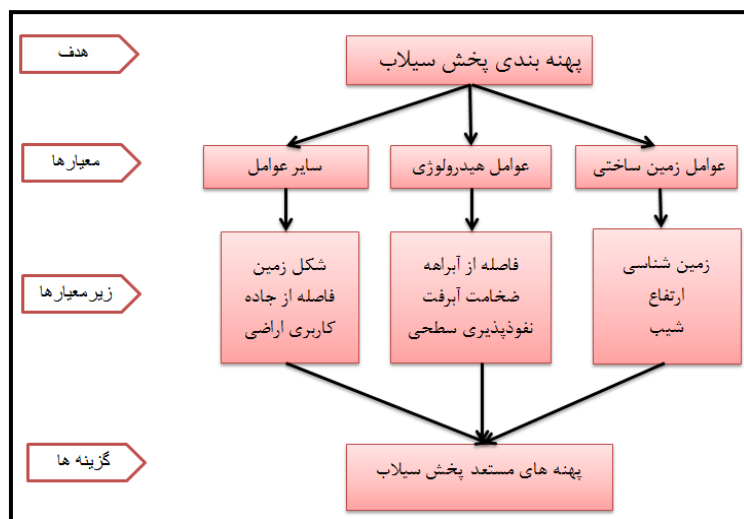 هدف
پهنه بندی پخش سیلاب
معیارها
عوامل زمین ساختی
عوامل هیدرولوژی
سایر عوامل
زیرمعیارها
زمین شناسی
ارتفاع
شیب
فاصله از آبراهه
ضخامت آبرفت
نفوذپذیری سطحی
شکل زمین
فاصله از جاده
کاربری اراضی
گزینه ها
پهنه های مستعد پخش سیلاب